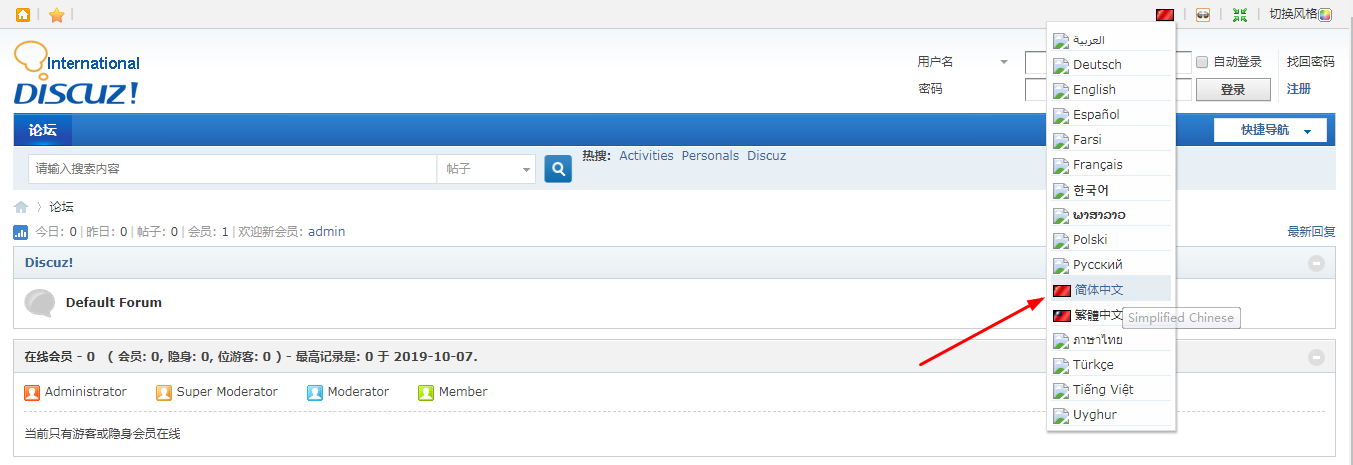 切换风格
International
DISCUZ!
用户名
自动登录 找回密码
密码 登录 注册
论坛 快捷导航
请输入搜索内容 帖子 热搜: Activities Personals Discuz
论坛
今日: 0 | 昨日: 0 | 帖子: 0 | 会员: 1 | 欢迎新会员: admin 最新回复
Discuz!
Default Forum
在线会员 - 0 ( 会员: 0, 隐身: 0, 位游客: 0 ) - 最高记录是: 0 于 2019-10-07.
Administrator Super Moderator Moderator Member
当前只有游客或隐身会员在线
العربية
Deutsch
English
Español
Farsi
Français
한국어
ພາສາລາວ
Polski
Русский
简体中文
繁體中文
Simplified Chinese
ภาษาไทย
Türkçe
Tiếng Việt
Uyghur